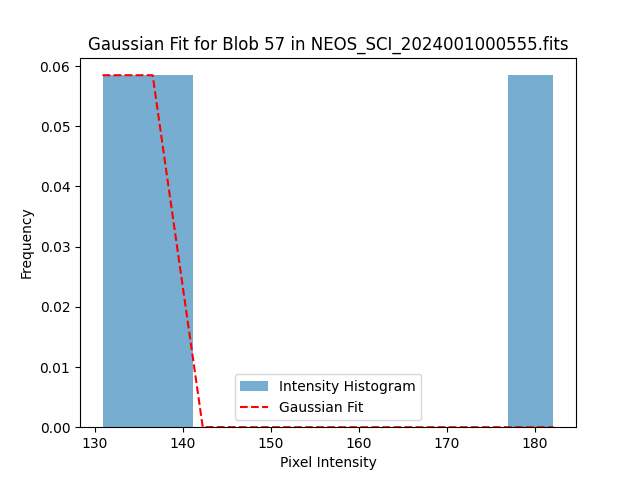 Gaussian Fit for Blob 57 in NEOS_SCI_2024001000555.fits
0.06
0.05
0.04
0.03
0.02
0.01
0.00
Frequency
Intensity Histogram
Gaussian Fit
130 140 150 160 170 180
Pixel Intensity